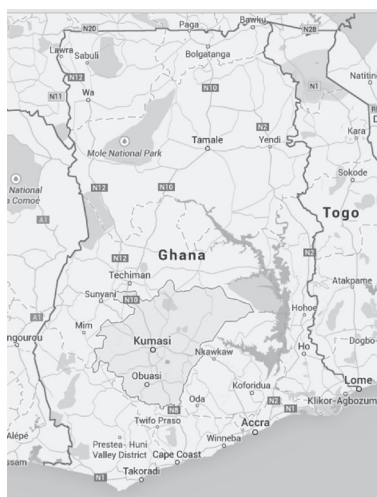 Paga
Bawku
N20
N28
Lawra
Sabuli
Bolgatanga
N12
N1
Natitin
N10
N11
Wa
N2
Kara
Tamale
Yendi
Mole National Park
Sokode
National
a Comoé
N12
N10
A1
Togo
Ghana
N12
N2
Techiman
Atakpame
Sunyani
N10
Hohoe
A1
Mim
ngourou
Kumasi
Dogbo
Nkawkaw
Ho
Obuasi
Koforidua
Lome
Oda
N8
N2
Klikor-Agbozum
N1
Twifo Praso
Accra
Alépé
Prestea- Huni
Valley District
Winneba
Cape Coast
ssam
N1
Takoradi